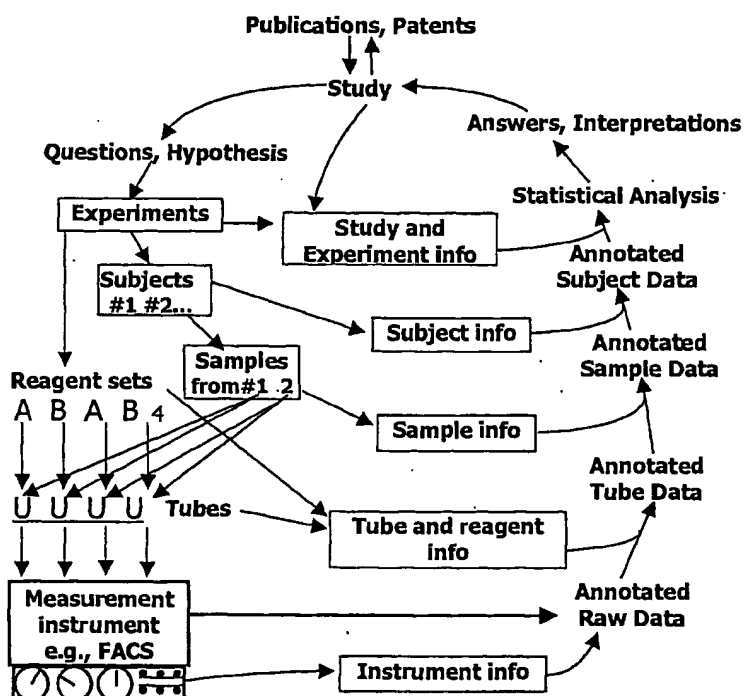 Publications, Patents
Study
Answers, Interpretations
Questions, Hypothesis
Statistical Analysis
Experiments
Study and
Experiment info
Annotated
Subject Data
Subjects
#1 #2...
Subject info
Annotated
Sample Data
Samples
from#1 2
Reagent sets
A B A B 4
Sample info
Annotated
Tube Data
U U U U Tubes
Tube and reagent
info
Annotated
Raw Data
Measurement
instrument
e.g., FACS
Instrument info